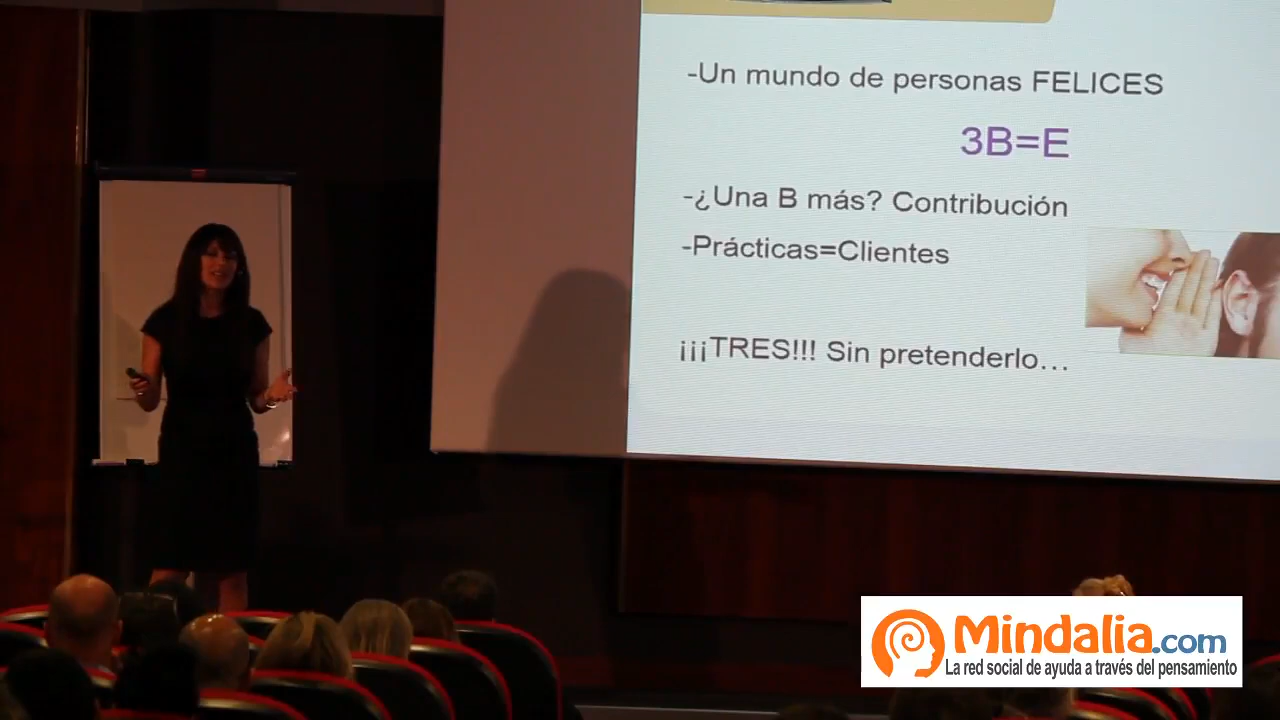 -Un mundo de personas FELICES
3B=E
-¿Una B más? Contribución
-Prácticas=Clientes
¡¡¡TRES!!! Sin pretenderlo...
Mindalia.com
La red social de ayuda a través del pensamiento